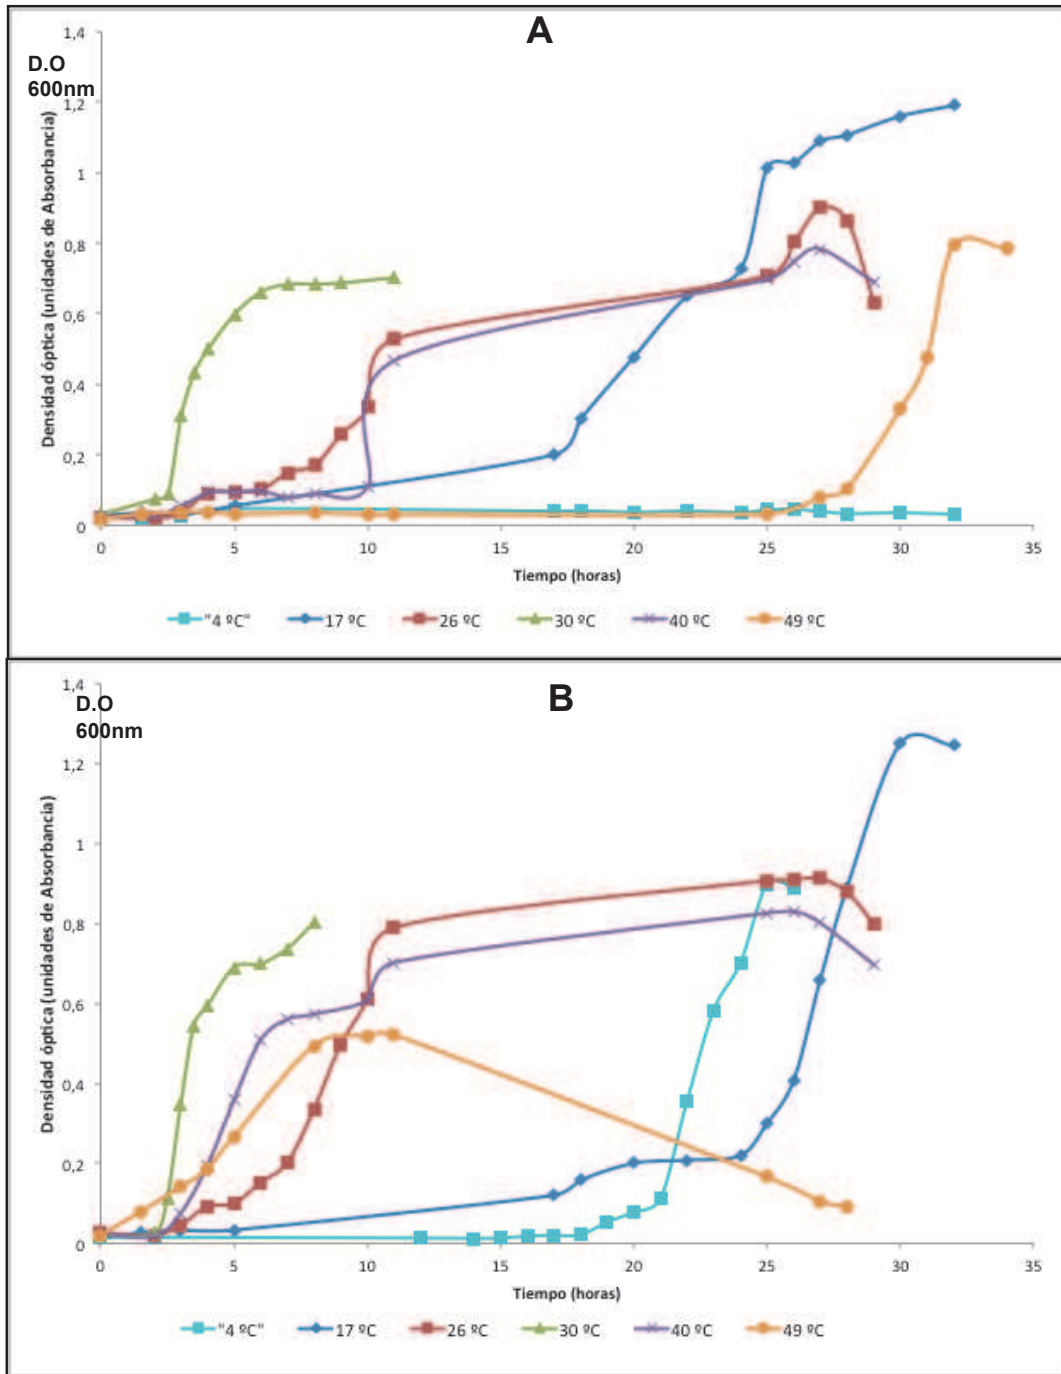 A
D.O
600nm
1,4
1,2
1
0,8
0,6
0,4
0,2
0
Densidad óptica (unidades de Absorbancia)
0 5 10 15 20 25 30 35
Tiempo (horas)
"4 ºC" 17 ºC 26 ºC 30 ºC 40 ºC 49 ºC
B
D.O
600nm
1,4
1,2
1
0,8
0,6
0,4
0,2
0
Densidad óptica (unidades de Absorbancia)
0 5 10 15 20 25 30 35
Tiempo (horas)
"4 ºC" 17 ºC 26 ºC 30 ºC 40 ºC 49 ºC